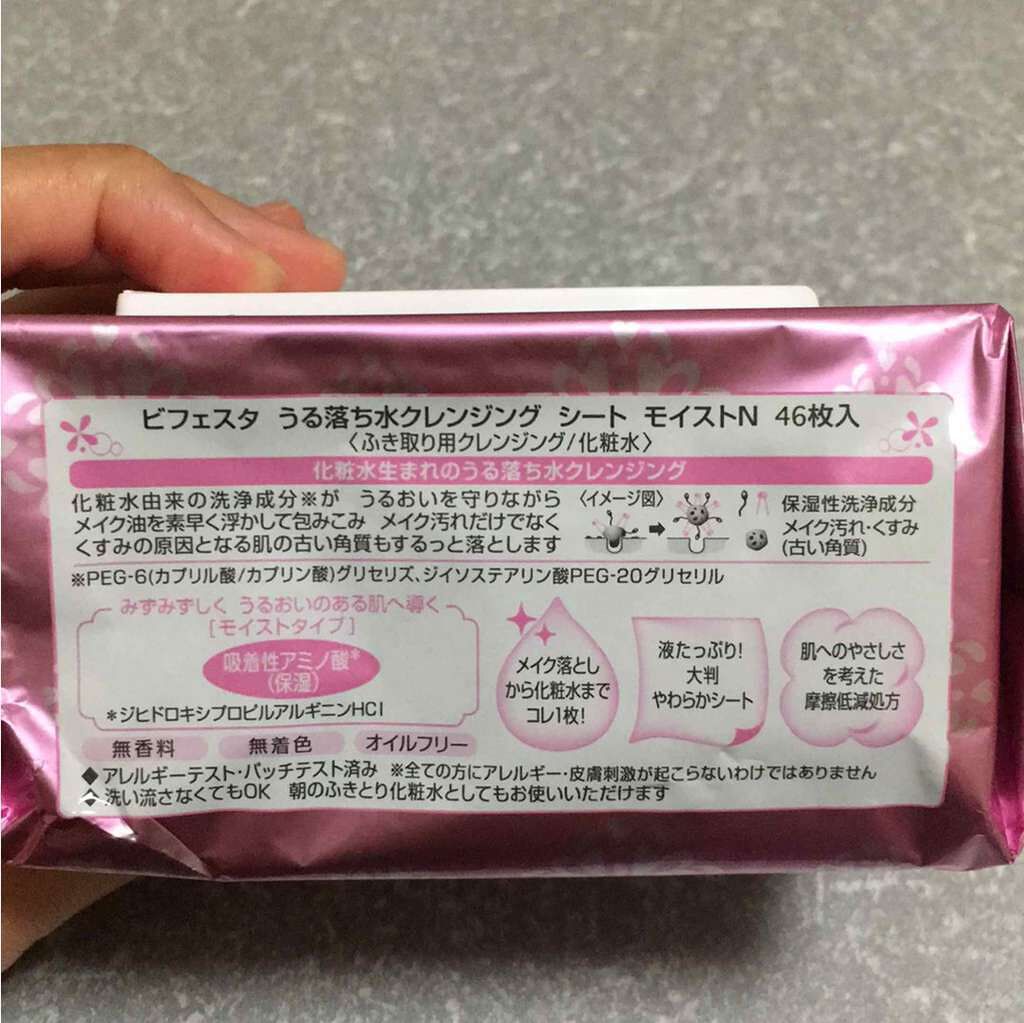 ビフェスタ うる落ち水クレンジング シート モイストN 46枚入
〈ふき取り用クレンジング/化粧水〉
化粧水生まれのうる落ち水クレンジング
化粧水由来の洗浄成分※が うるおいを守りながら
メイク油を素早く浮かして包みこみ メイク汚れだけでなく
くすみの原因となる肌の古い角質もするっと落とします
〈イメージ図〉
保湿性洗浄成分
メイク汚れ・くすみ
(古い角質)
※PEG-6(カプリル酸/カプリン酸)グリセリズ、ジイソステアリン酸PEG-20グリセリル
みずみずしく うるおいのある肌へ導く
[モイストタイプ]
吸着性アミノ酸*
(保湿)
*ジヒドロキシプロピルアルギニンHCl
無香料 無着色 オイルフリー
メイク落とし
から化粧水まで
コレ1枚!
液たっぷり!
大判
やわらかシート
肌へのやさしさ
を考えた
摩擦低減処方
◆アレルギーテスト・パッチテスト済み ※全ての方にアレルギー・皮膚刺激が起こらないわけではありません
◇洗い流さなくてもOK 朝のふきとり化粧水としてもお使いいただけます